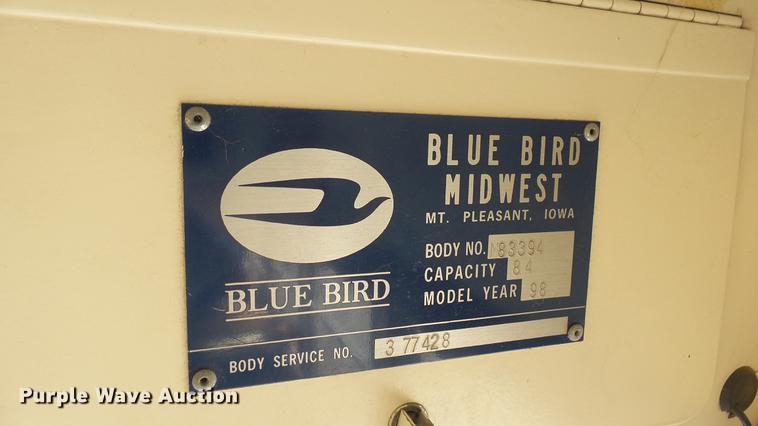 BLUE BIRD
MIDWEST
MT. PLEASANT, IOWA
BODY NO. M83394
CAPACITY 84
MODEL YEAR 98
BLUE BIRD
BODY SERVICE NO. 3 77428
Purple Wave Auction